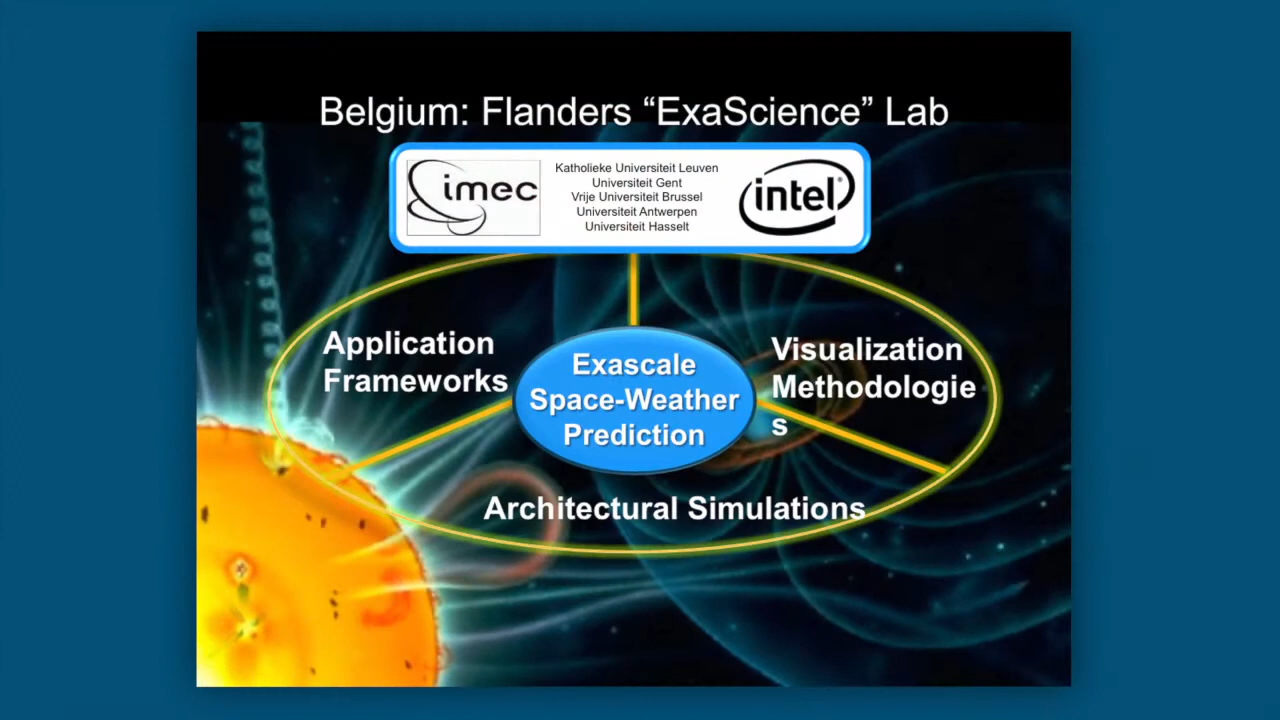 Belgium: Flanders “ExaScience” Lab
imec
Katholieke Universiteit Leuven
Universiteit Gent
Vrije Universiteit Brussel
Universiteit Antwerpen
Universiteit Hasselt
intel®
Application
Frameworks
Exascale
Space-Weather
Prediction
Visualization
Methodologie
s
Architectural Simulations